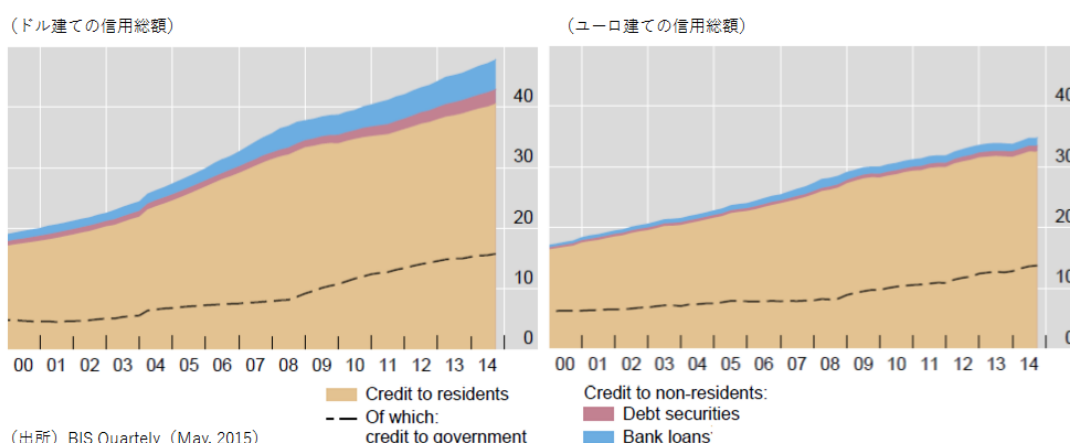 （ドル建ての信用総額）
（ユーロ建ての信用総額）
40
30
20
10
0
00 01 02 03 04 05 06 07 08 09 10 11 12 13 14
40
30
20
10
0
00 01 02 03 04 05 06 07 08 09 10 11 12 13 14
Credit to residents
Of which:
credit to government
Credit to non-residents:
Debt securities
Bank loans
（出所）BIS Quartely（May, 2015）